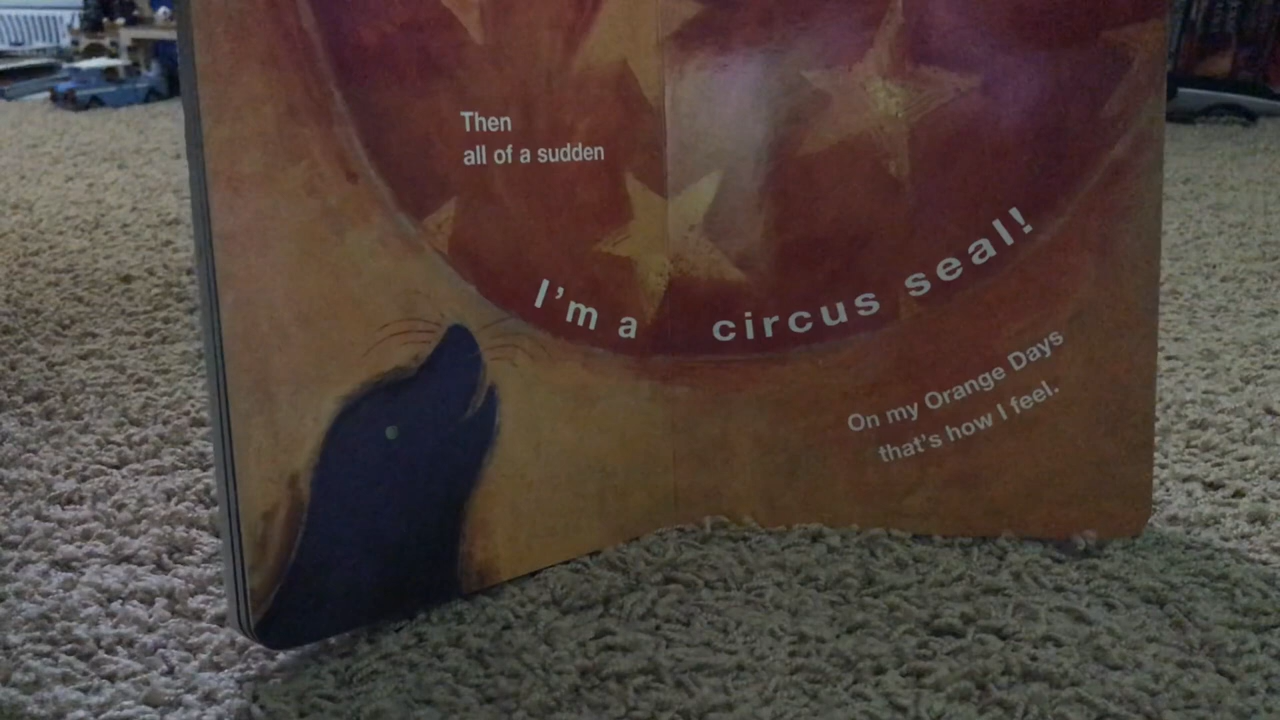 Then
all of a sudden
I'm a circus seal!
On my Orange Days
that's how I feel.